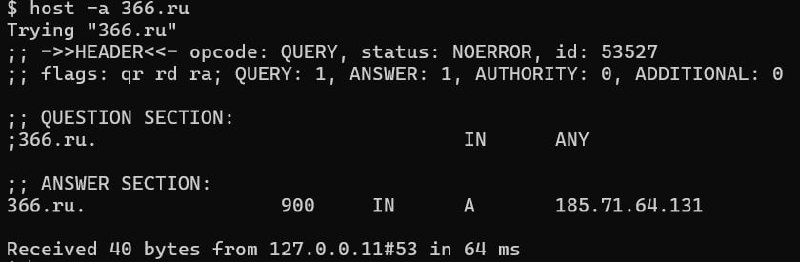 $ host -a 366.ru
Trying "366.ru"
;; ->>HEADER<<- opcode: QUERY, status: NOERROR, id: 53527
;; flags: qr rd ra; QUERY: 1, ANSWER: 1, AUTHORITY: 0, ADDITIONAL: 0
;; QUESTION SECTION:
;366.ru. IN ANY
;; ANSWER SECTION:
366.ru. 900 IN A 185.71.64.131
Received 40 bytes from 127.0.0.11#53 in 64 ms